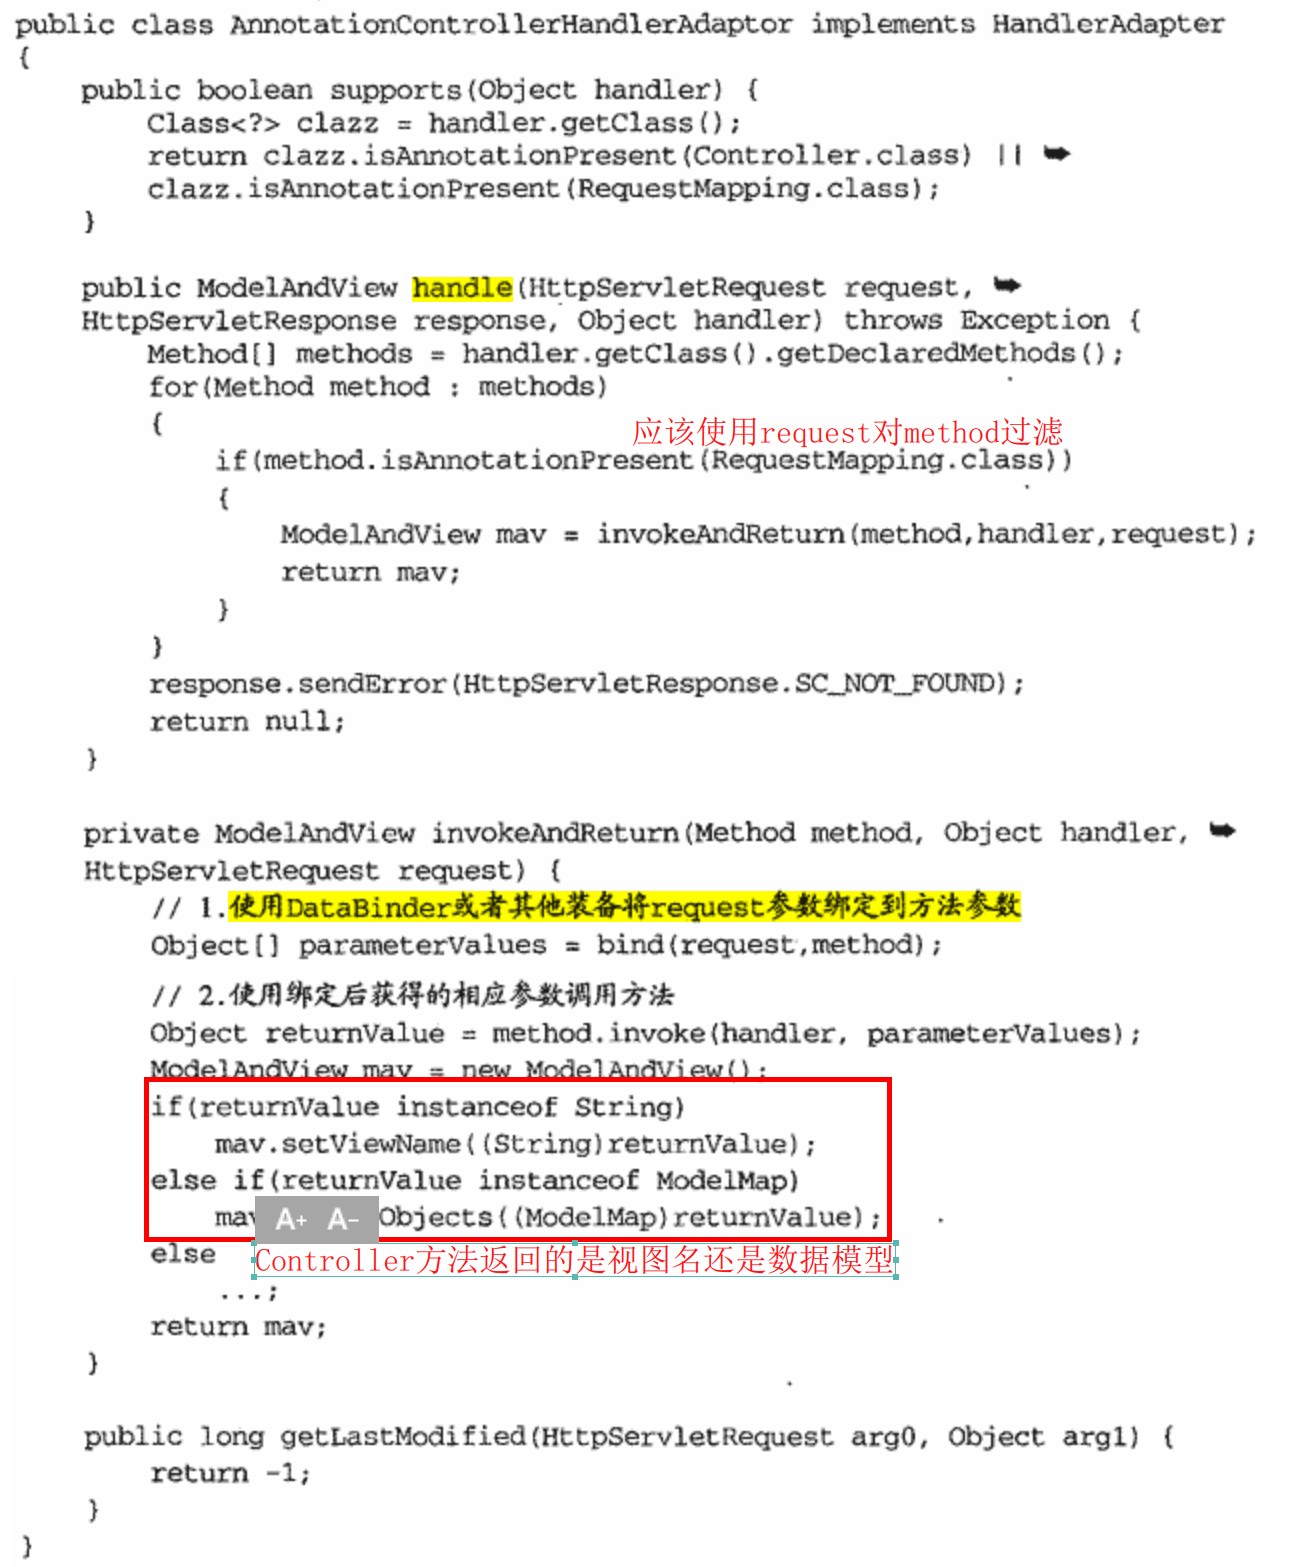 public class AnnotationControllerHandlerAdaptor implements HandlerAdapter
{
public boolean supports(Object handler) {
Class<?> clazz = handler.getClass();
return clazz.isAnnotationPresent(Controller.class) || ➥
clazz.isAnnotationPresent(RequestMapping.class);
}
public ModelAndView handle(HttpServletRequest request, ➥
HttpServletResponse response, Object handler) throws Exception {
Method[] methods = handler.getClass().getDeclaredMethods();
for(Method method : methods)
{
应该使用request对method过滤
if(method.isAnnotationPresent(RequestMapping.class))
{
ModelAndView mav = invokeAndReturn(method,handler,request);
return mav;
}
}
response.sendError(HttpServletResponse.SC_NOT_FOUND);
return null;
}
private ModelAndView invokeAndReturn(Method method, Object handler, ➥
HttpServletRequest request) {
// 1.使用DataBinder或者其他装备将request参数绑定到方法参数
Object[] parameterValues = bind(request,method);
// 2.使用绑定后获得的相应参数调用方法
Object returnValue = method.invoke(handler, parameterValues);
ModelAndView mav = new ModelAndView();
if(returnValue instanceof String)
mav.setViewName((String)returnValue);
else if(returnValue instanceof ModelMap)
mav A+ A- Objects((ModelMap)returnValue);
else
Controller方法返回的是视图名还是数据模型
...;
return mav;
}
public long getLastModified(HttpServletRequest arg0, Object arg1) {
return -1;
}
}